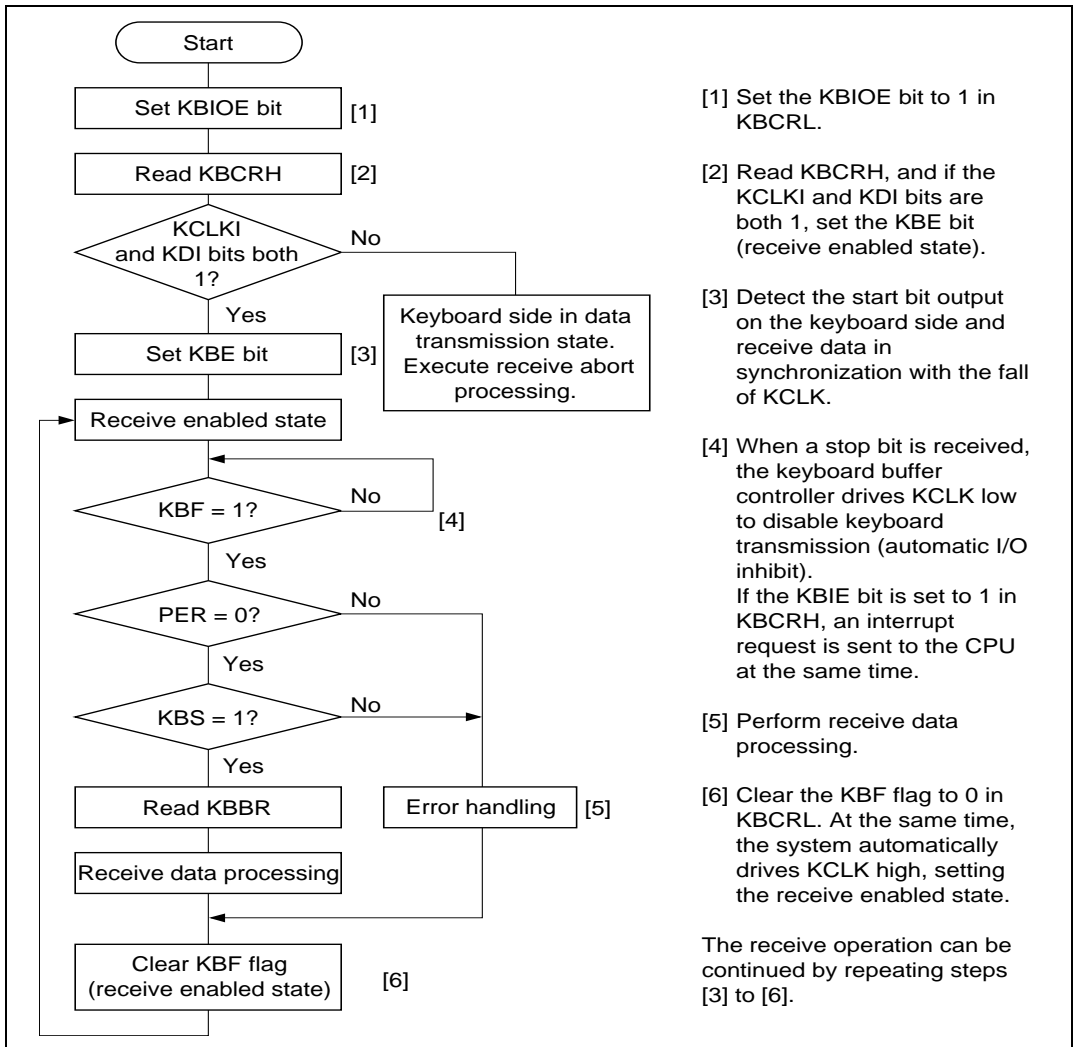 Start
Set KBIOE bit
[1]
Read KBCRH
[2]
KCLKI
and KDI bits both
1?
No
Yes
Keyboard side in data
transmission state.
Execute receive abort
processing.
Set KBE bit
[3]
Receive enabled state
KBF = 1?
No
[4]
Yes
PER = 0?
No
Yes
KBS = 1?
No
Yes
Read KBBR
Error handling
[5]
Receive data processing
Clear KBF flag
(receive enabled state)
[6]
[1] Set the KBIOE bit to 1 in
KBCRL.
[2] Read KBCRH, and if the
KCLKI and KDI bits are
both 1, set the KBE bit
(receive enabled state).
[3] Detect the start bit output
on the keyboard side and
receive data in
synchronization with the fall
of KCLK.
[4] When a stop bit is received,
the keyboard buffer
controller drives KCLK low
to disable keyboard
transmission (automatic I/O
inhibit).
If the KBIE bit is set to 1 in
KBCRH, an interrupt
request is sent to the CPU
at the same time.
[5] Perform receive data
processing.
[6] Clear the KBF flag to 0 in
KBCRL. At the same time,
the system automatically
drives KCLK high, setting
the receive enabled state.
The receive operation can be
continued by repeating steps
[3] to [6].